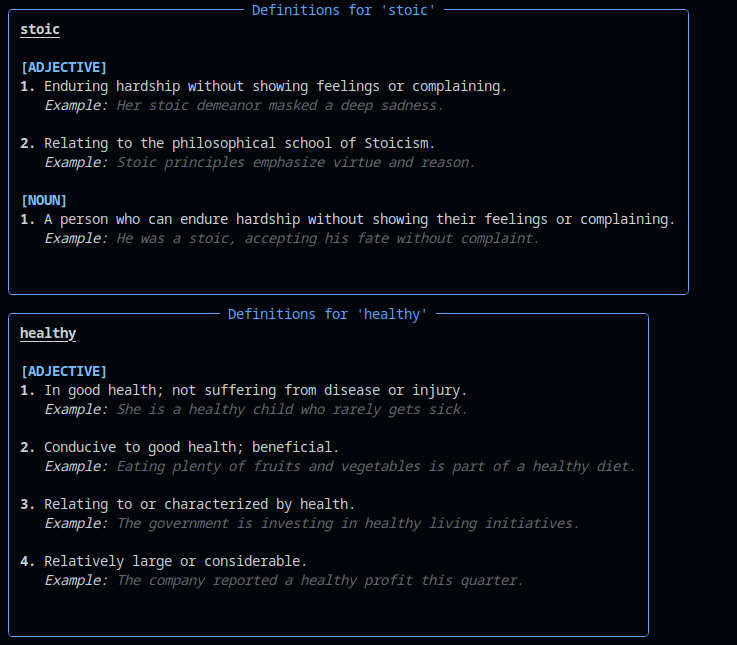 Definitions for 'stoic'
stoic
[ADJECTIVE]
1. Enduring hardship without showing feelings or complaining.
Example: Her stoic demeanor masked a deep sadness.
2. Relating to the philosophical school of Stoicism.
Example: Stoic principles emphasize virtue and reason.
[NOUN]
1. A person who can endure hardship without showing their feelings or complaining.
Example: He was a stoic, accepting his fate without complaint.
Definitions for 'healthy'
healthy
[ADJECTIVE]
1. In good health; not suffering from disease or injury.
Example: She is a healthy child who rarely gets sick.
2. Conducive to good health; beneficial.
Example: Eating plenty of fruits and vegetables is part of a healthy diet.
3. Relating to or characterized by health.
Example: The government is investing in healthy living initiatives.
4. Relatively large or considerable.
Example: The company reported a healthy profit this quarter.